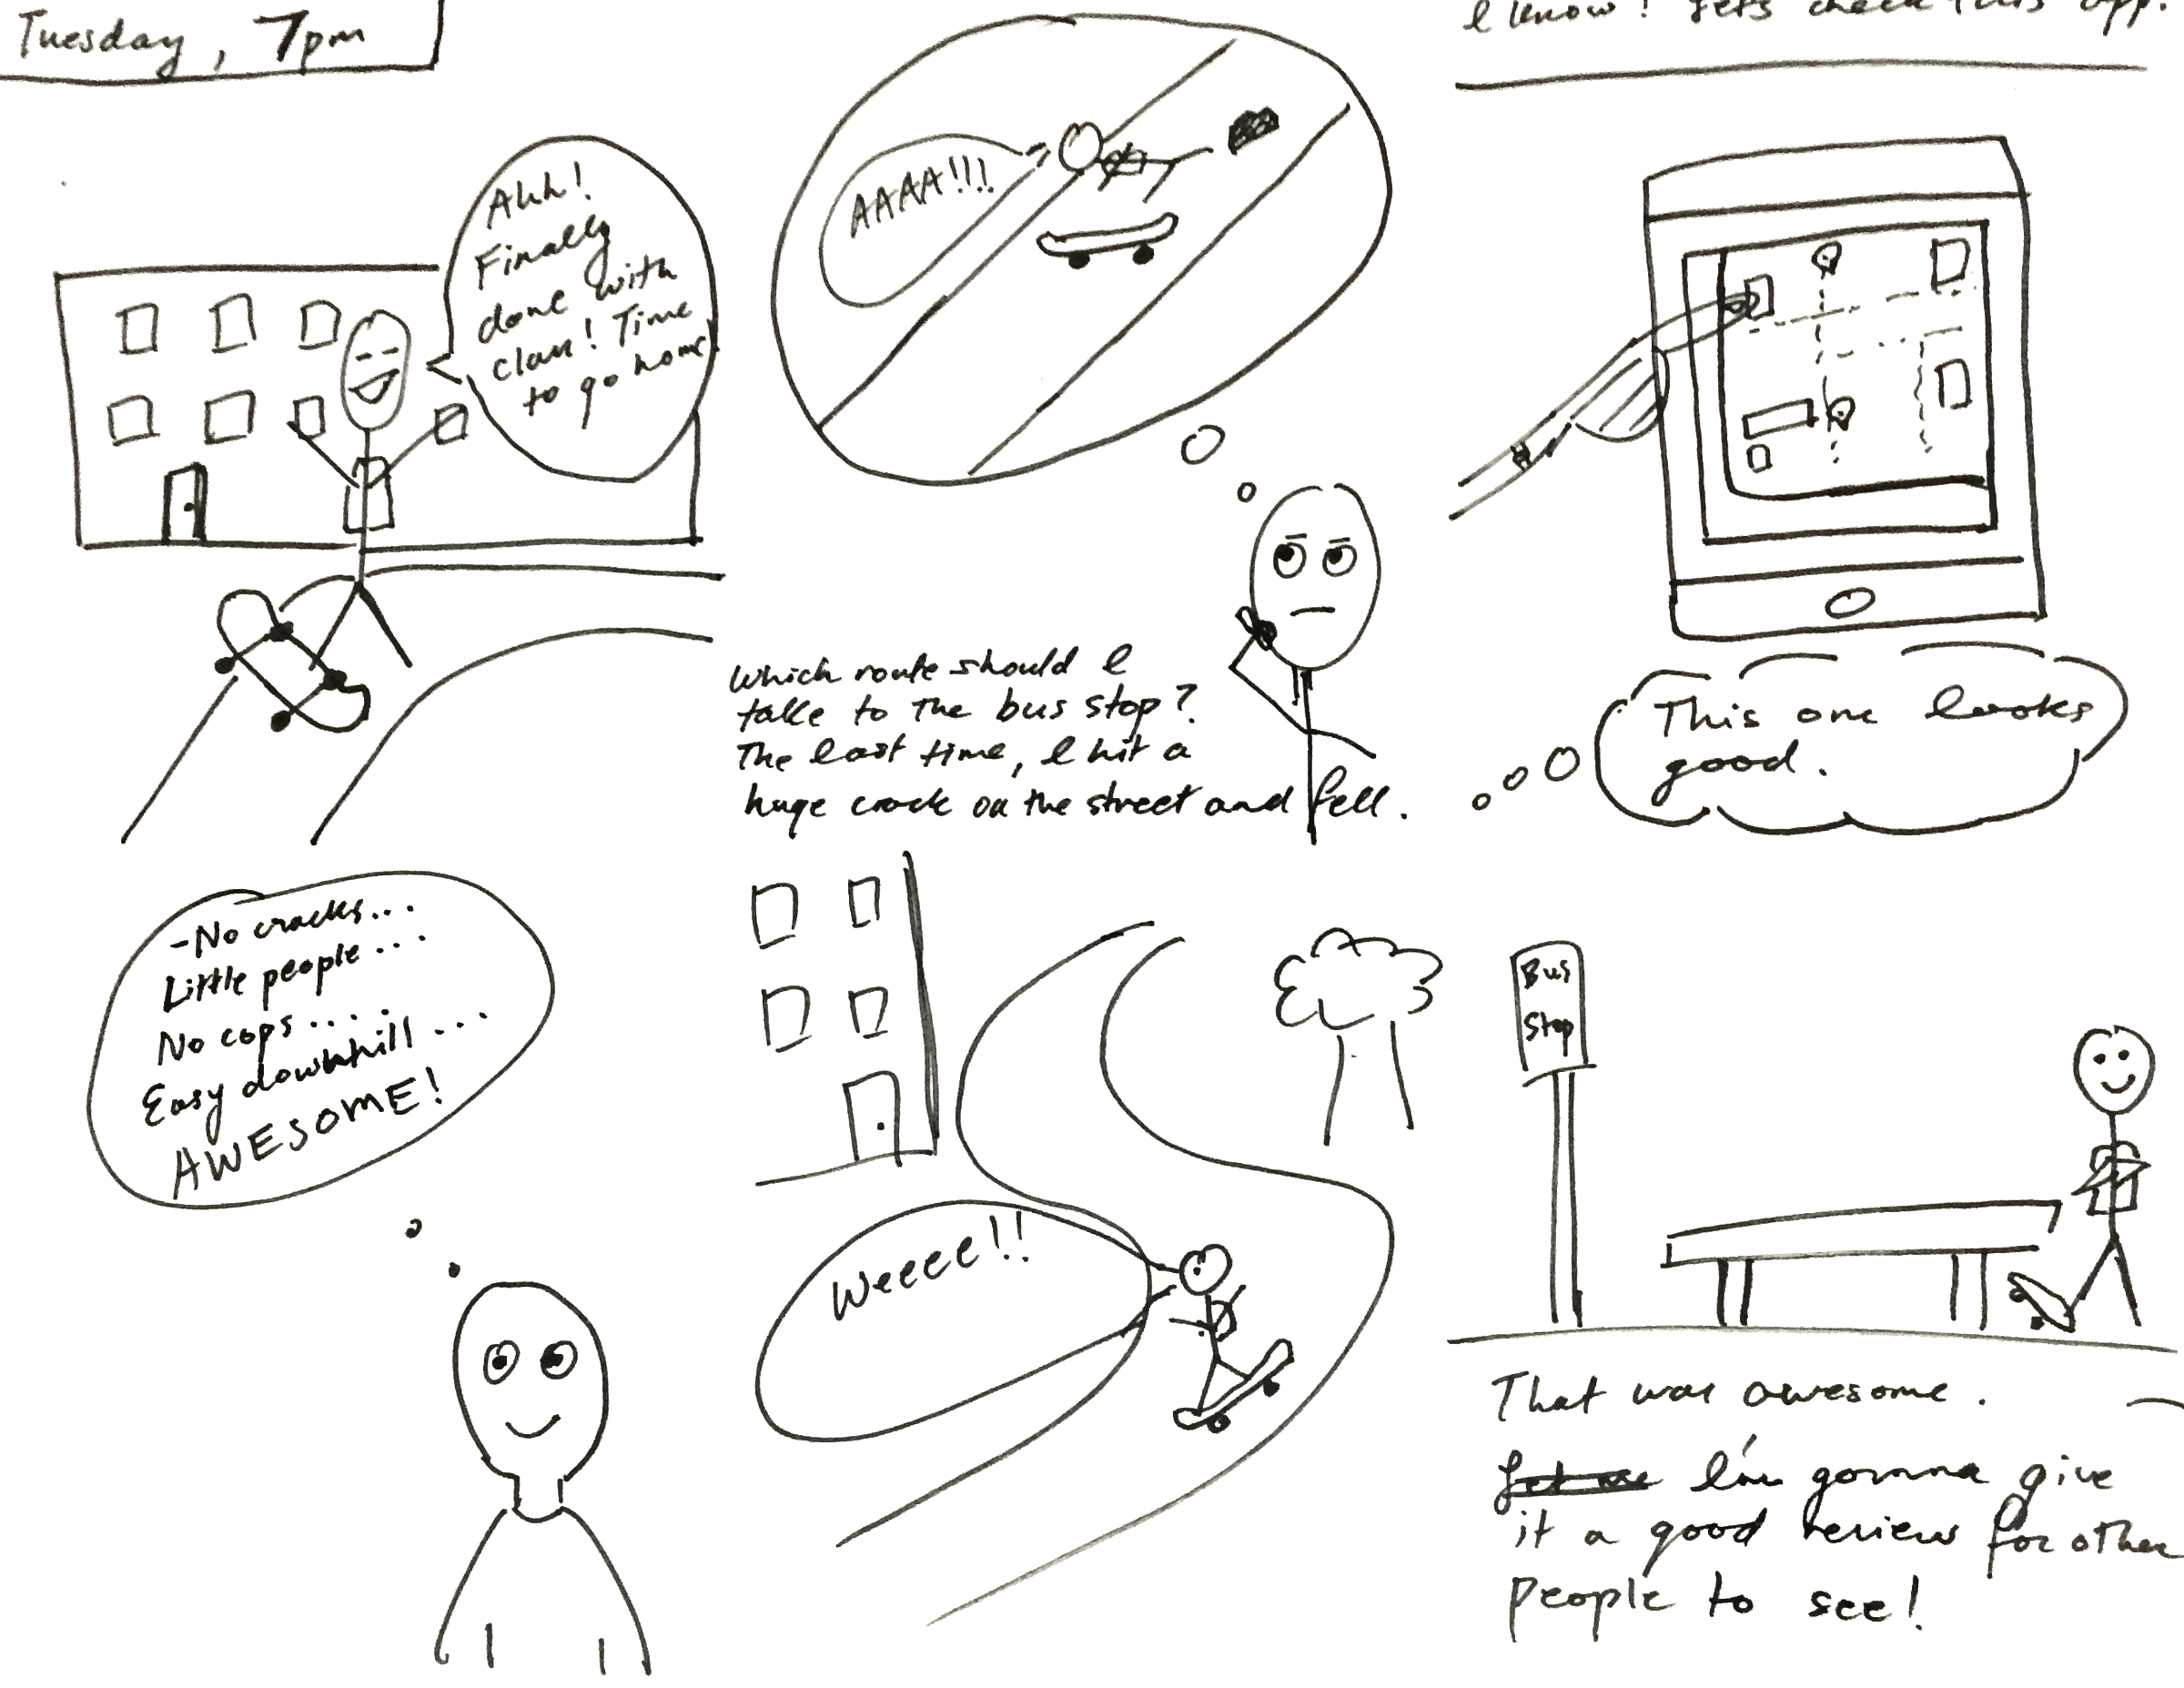 Tuesday, 7pm
Ahh!
Finally
done with
class! Time
to go home
AAAA!!!
Which route should I
take to the bus stop?
The last time, I hit a
huge crack on the street and fell.
I know! Lets check this app.
This one looks
good.
-No cracks...
Little people...
No cops.....
Easy downhill...
AWESOME!
Weeee!!
Bus
Stop
That was awesome.
Let me I'm gonna give
it a good review for other
people to see!